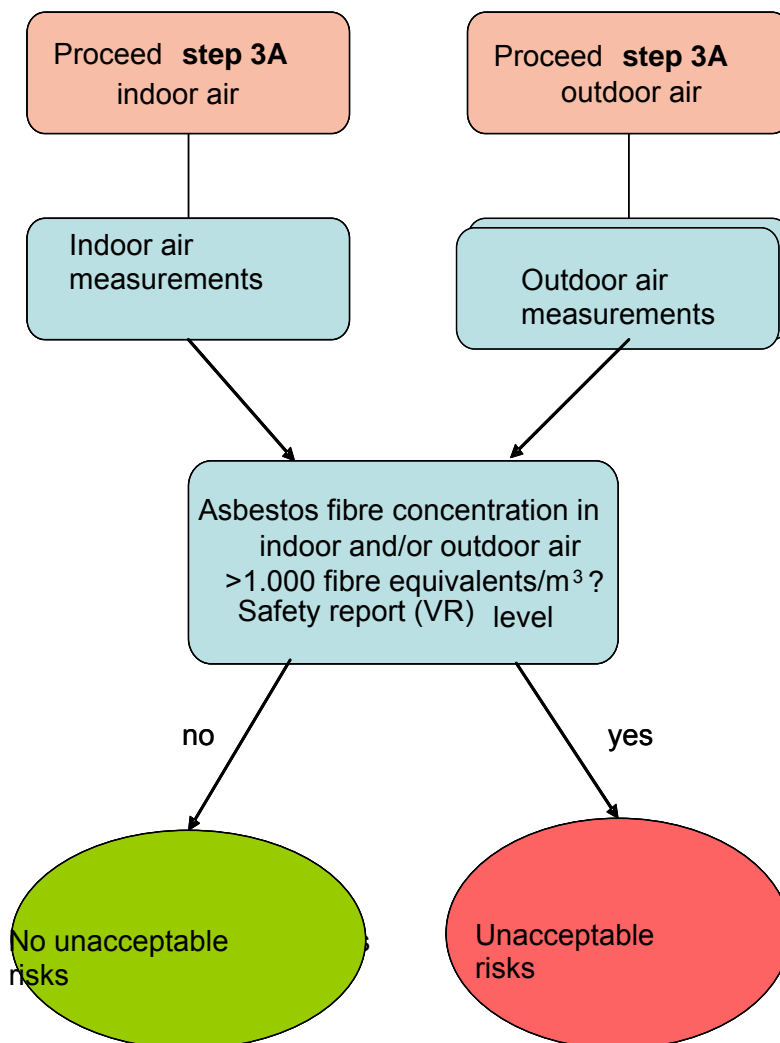 Proceed step 3A
indoor air
Proceed step 3A
outdoor air
Indoor air
measurements
Outdoor air
measurements
Asbestos fibre concentration in
indoor and/or outdoor air
>1.000 fibre equivalents/m³ ?
Safety report (VR) level
no
yes
No unacceptable
risks
Unacceptable
risks